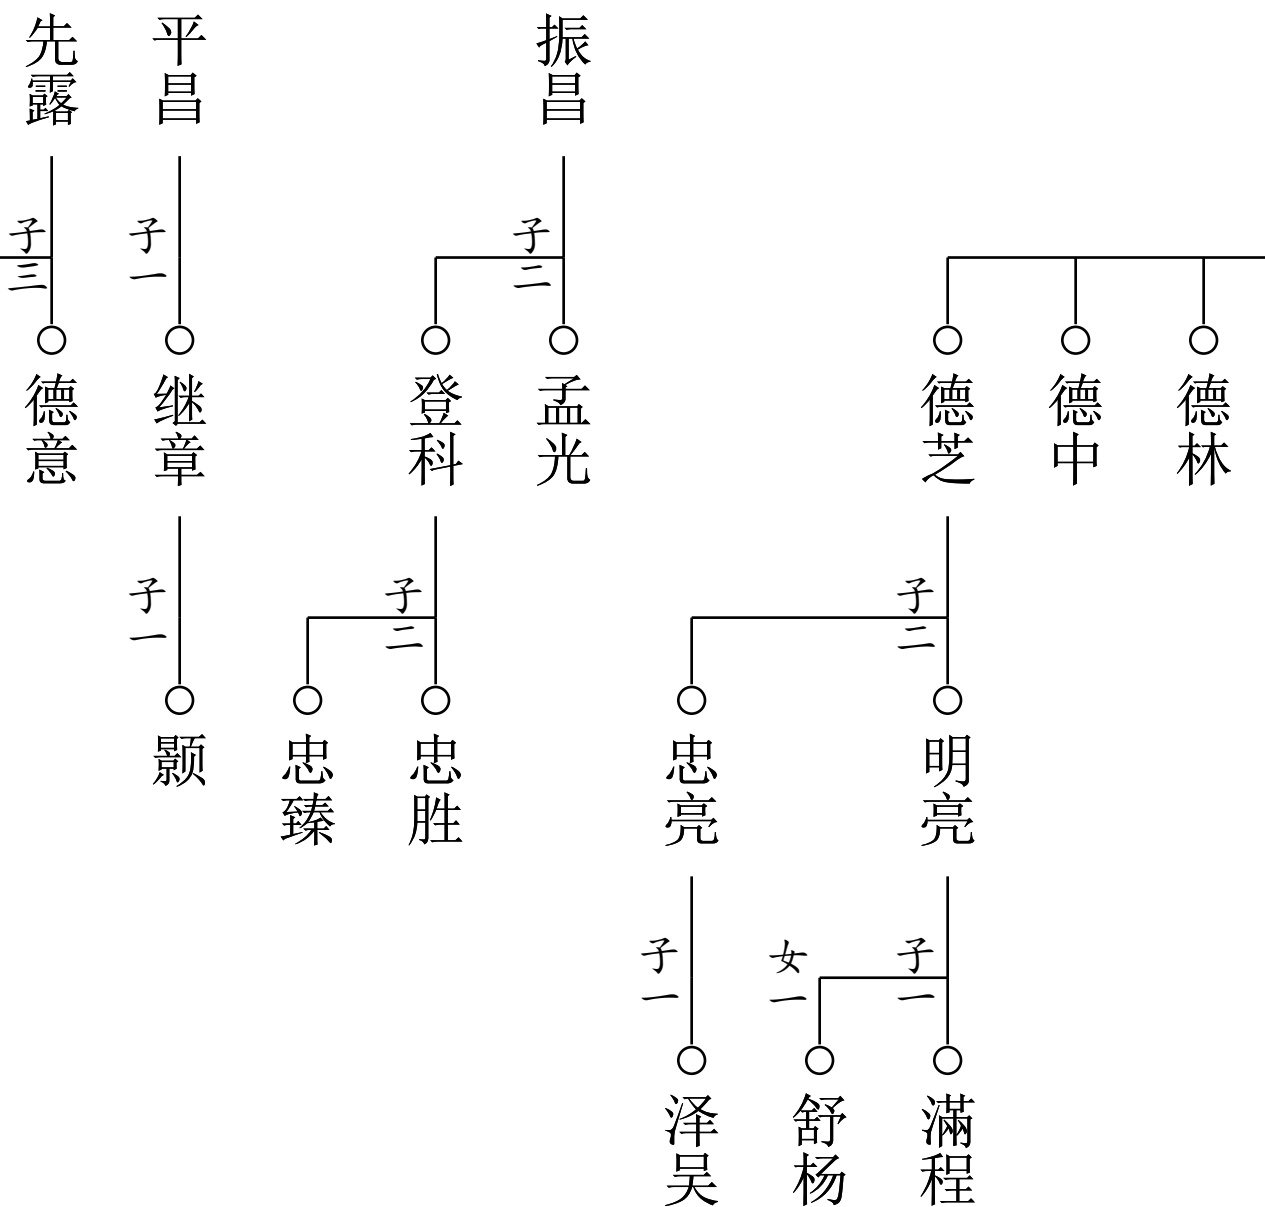 先露
平昌
振昌
子三
子一
子二
德意
继章
登科
孟光
德芝
德中
德林
子一
子二
子二
颢
忠臻
忠胜
忠亮
明亮
子一
女一
子一
泽吴
舒杨
滿程